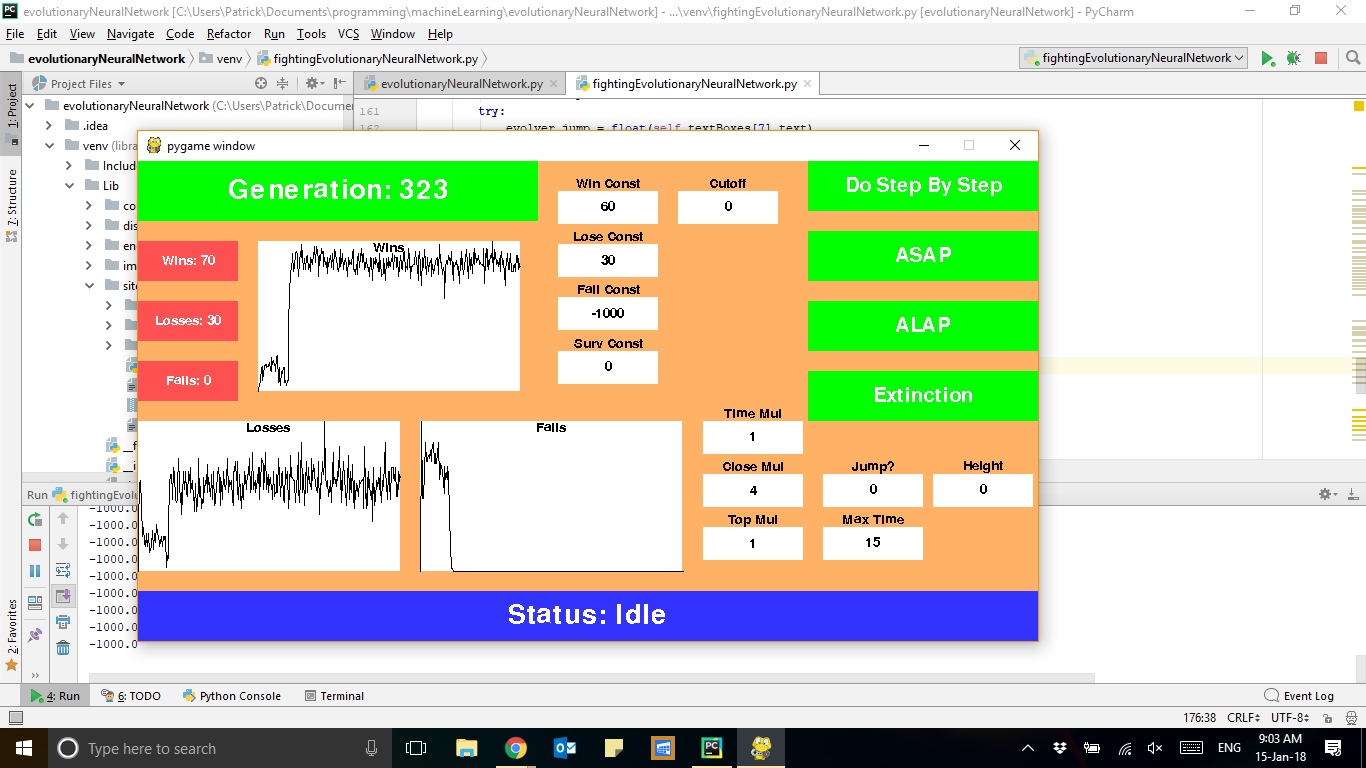 evolutionaryNeuralNetwork [C:\Users\Patrick\Documents\programming\machineLearning\evolutionaryNeuralNetwork] - ...\venv\fightingEvolutionaryNetwork.py [evolutionaryNeuralNetwork] - PyCharm
File Edit View Navigate Code Refactor Run Tools VCS Window Help
evolutionaryNeuralNetwork venv fightingEvolutionaryNetwork.py
fightingEvolutionaryNetwork
1: Project
7: Structure
2: Favorites
Project Files
evolutionaryNeuralNetwork.py
fightingEvolutionaryNetwork.py
evolutionaryNeuralNetwork (C:\Users\Patrick\Docume
.idea
venv (libra
Includ
Lib
co
dis
en
im
site
161 try:
162 evolver.jump = float(self.textBoxes[7].text)
pygame window
Generation: 323
Wins: 70
Losses: 30
Falls: 0
Wins
Losses
Falls
Win Const
60
Cutoff
0
Lose Const
30
Fall Const
-1000
Surv Const
0
Time Mul
1
Close Mul
4
Jump?
0
Height
0
Top Mul
1
Max Time
15
Do Step By Step
ASAP
ALAP
Extinction
Status: Idle
Run fightingEvolu
-1000.0
-1000.0
-1000.0
-1000.0
-1000.0
-1000.0
-1000.0
-1000.0
-1000.0
4: Run 6: TODO Python Console Terminal Event Log
176:38 CRLF UTF-8
Type here to search
ENG
9:03 AM
15-Jan-18